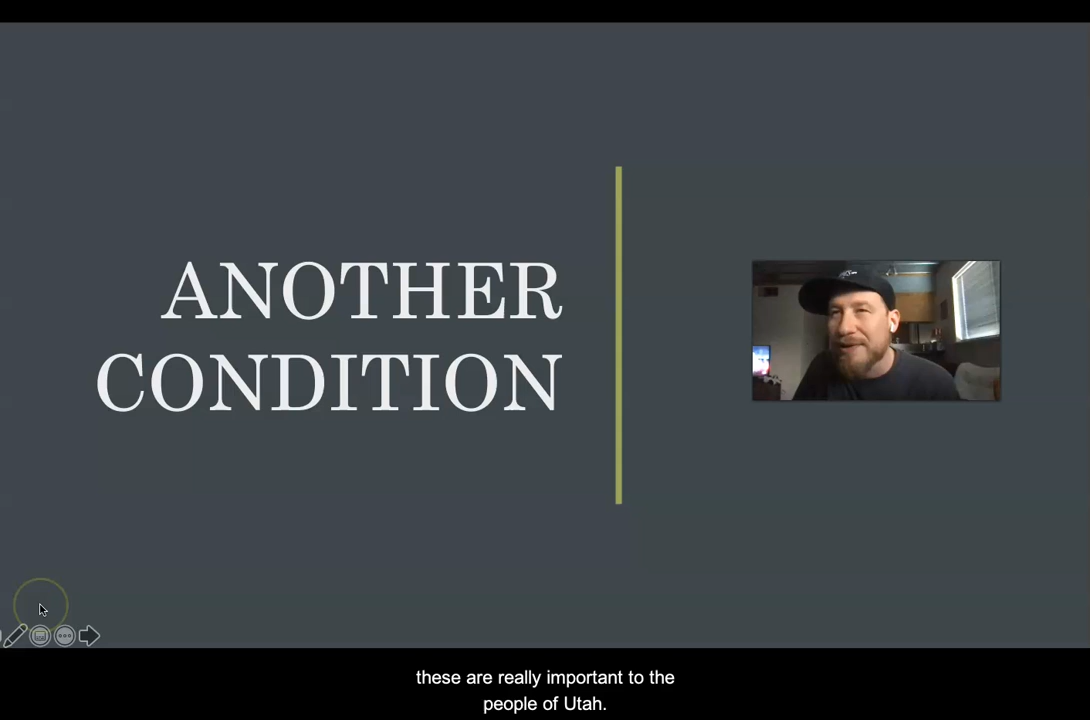 ANOTHER
CONDITION
these are really important to the
people of Utah.